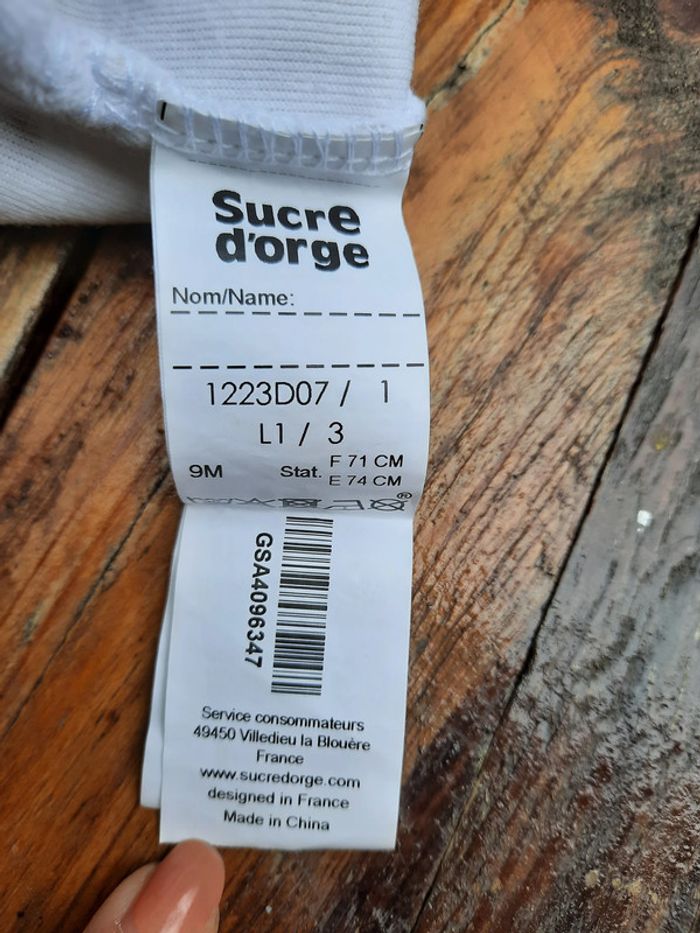 Sucre
d'orge
Nom/Name:
1223D07 / 1
L1 / 3
9M Stat. F 71 CM
E 74 CM
®
GSA4096347
Service consommateurs
49450 Villedieu la Blouère
France
www.sucredorge.com
designed in France
Made in China